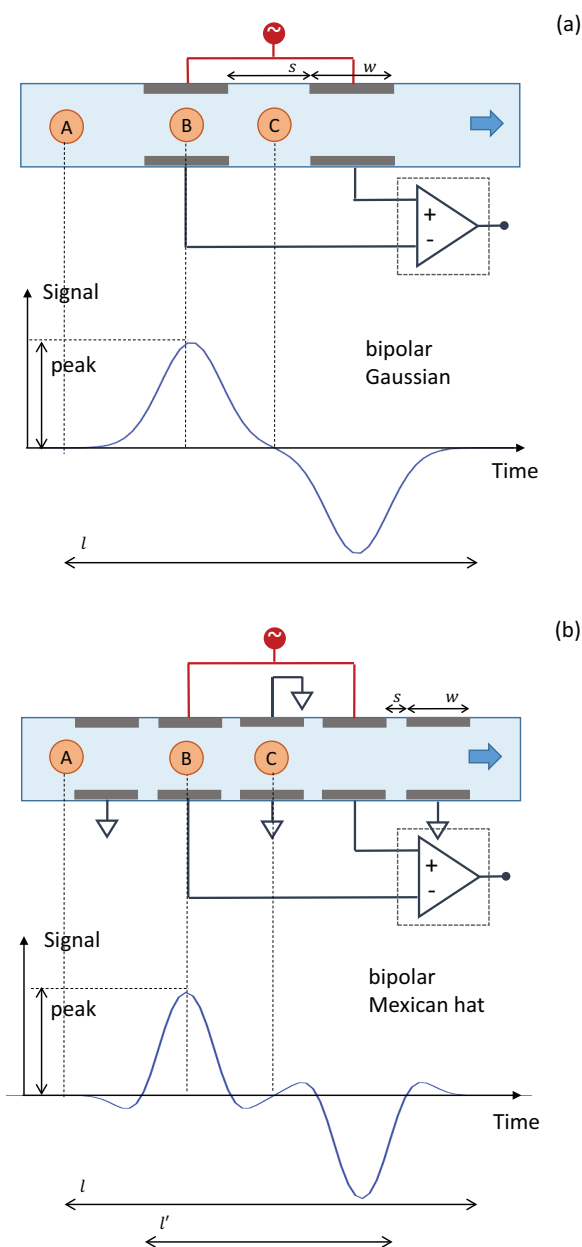 (a)
~
s
w
A
B
C
+
-
Signal
peak
bipolar
Gaussian
Time
l
(b)
~
s
w
A
B
C
+
-
Signal
peak
bipolar
Mexican hat
Time
l
l'